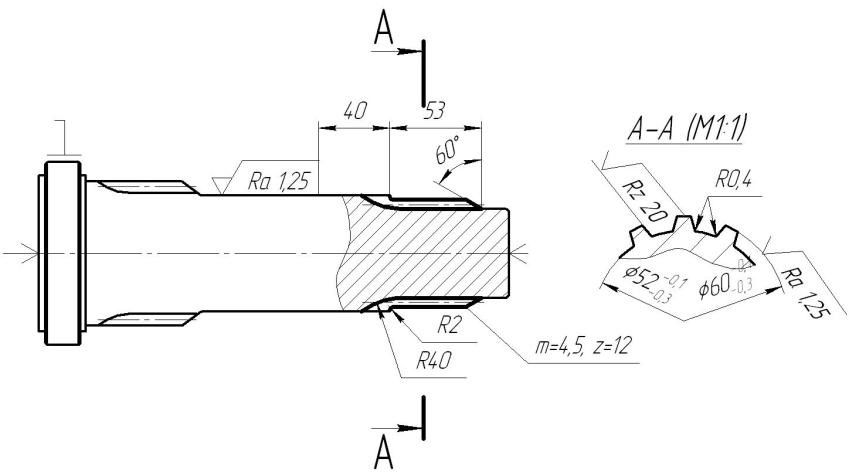 А
40
53
60°
Ra 1,25
R2
R40
m=4,5, z=12
А
А-А (М1:1)
R0,4
Rz 20
ϕ52 -0,1 -0,3
ϕ60 -0,3
Ra 1,25